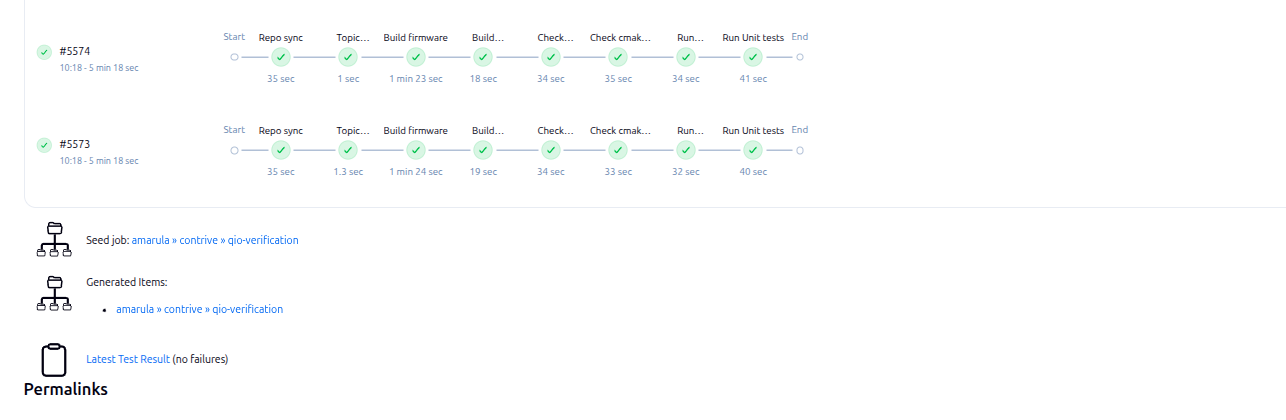 Start Repo sync Topic... Build firmware Build... Check... Check cmak... Run... Run Unit tests End
#5574
10:18 - 5 min 18 sec
35 sec 1 sec 1 min 23 sec 18 sec 34 sec 35 sec 34 sec 41 sec
Start Repo sync Topic... Build firmware Build... Check... Check cmak... Run... Run Unit tests End
#5573
10:18 - 5 min 18 sec
35 sec 1.3 sec 1 min 24 sec 19 sec 34 sec 33 sec 32 sec 40 sec
Seed job: amarula » contrive » qio-verification
Generated Items:
• amarula » contrive » qio-verification
Latest Test Result (no failures)
Permalinks